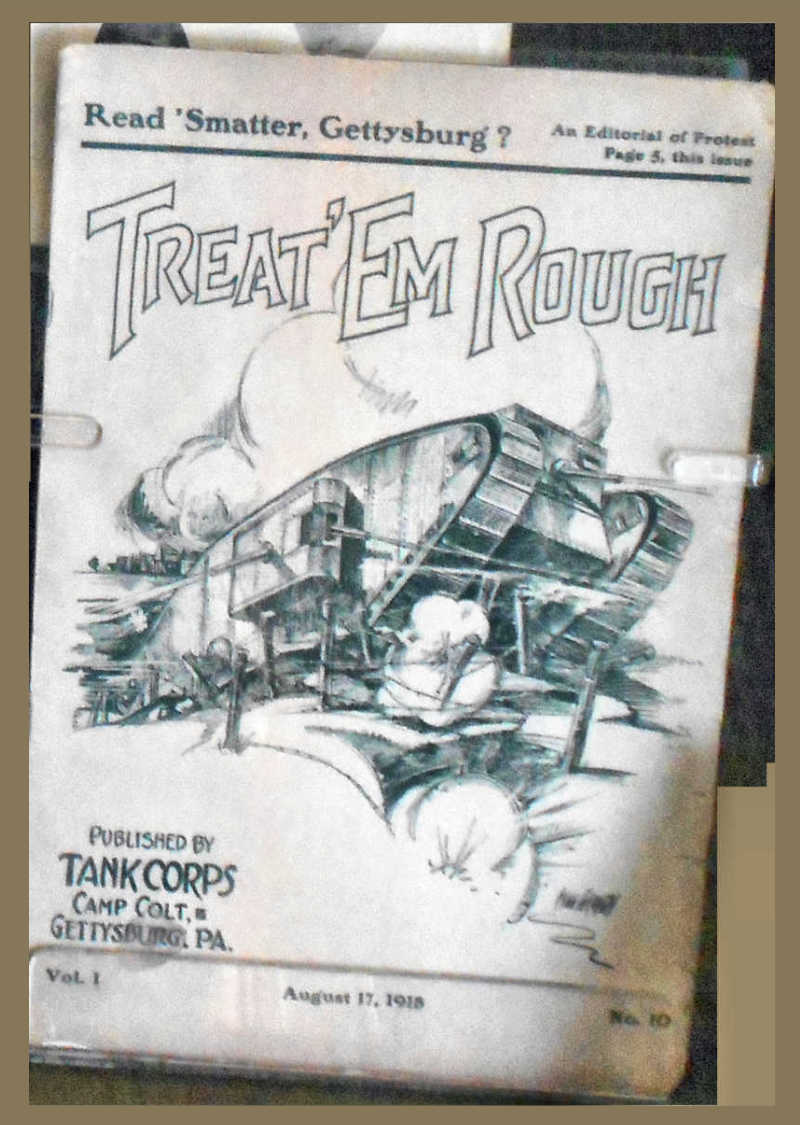 Read 'Smatter, Gettysburg?
An Editorial of Protest
Page 5, this issue
TREAT 'EM ROUGH
PUBLISHED BY
TANK CORPS
CAMP COLT,
GETTYSBURG, PA.
Vol. 1
August 17, 1918
No. 10